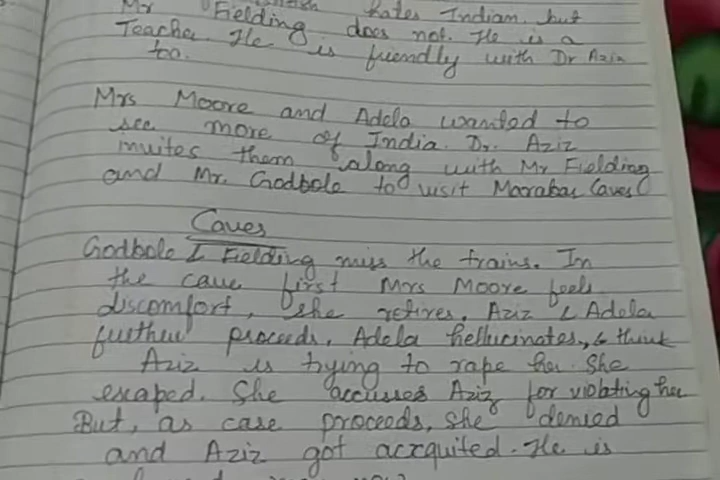 Mr Fielding hates Indian, but
does not. He is a
Teacher. He is friendly with Dr Aziz
too.
Mrs Moore and Adela wanted to
see more of India. Dr. Aziz
invites them along with Mr Fielding
and Mr. Godbole to visit Marabar Caves
Caves
Godbole & Fielding miss the trains. In
the cave first Mrs Moore feels
discomfort, she retires. Aziz & Adela
further proceeds. Adela hellucinates, & think
Aziz is trying to rape her. She
escaped. She accusses Aziz for violating her
But, as case proceeds, she denied
and Aziz got acxquited. He is